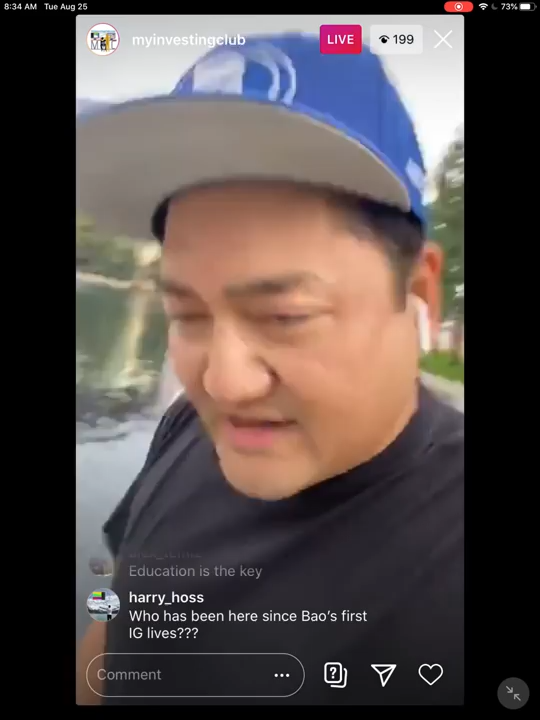 8:34 AM Tue Aug 25
73%
myinvestingclub
LIVE
199
Education is the key
harry_hoss
Who has been here since Bao's first
IG lives???
Comment